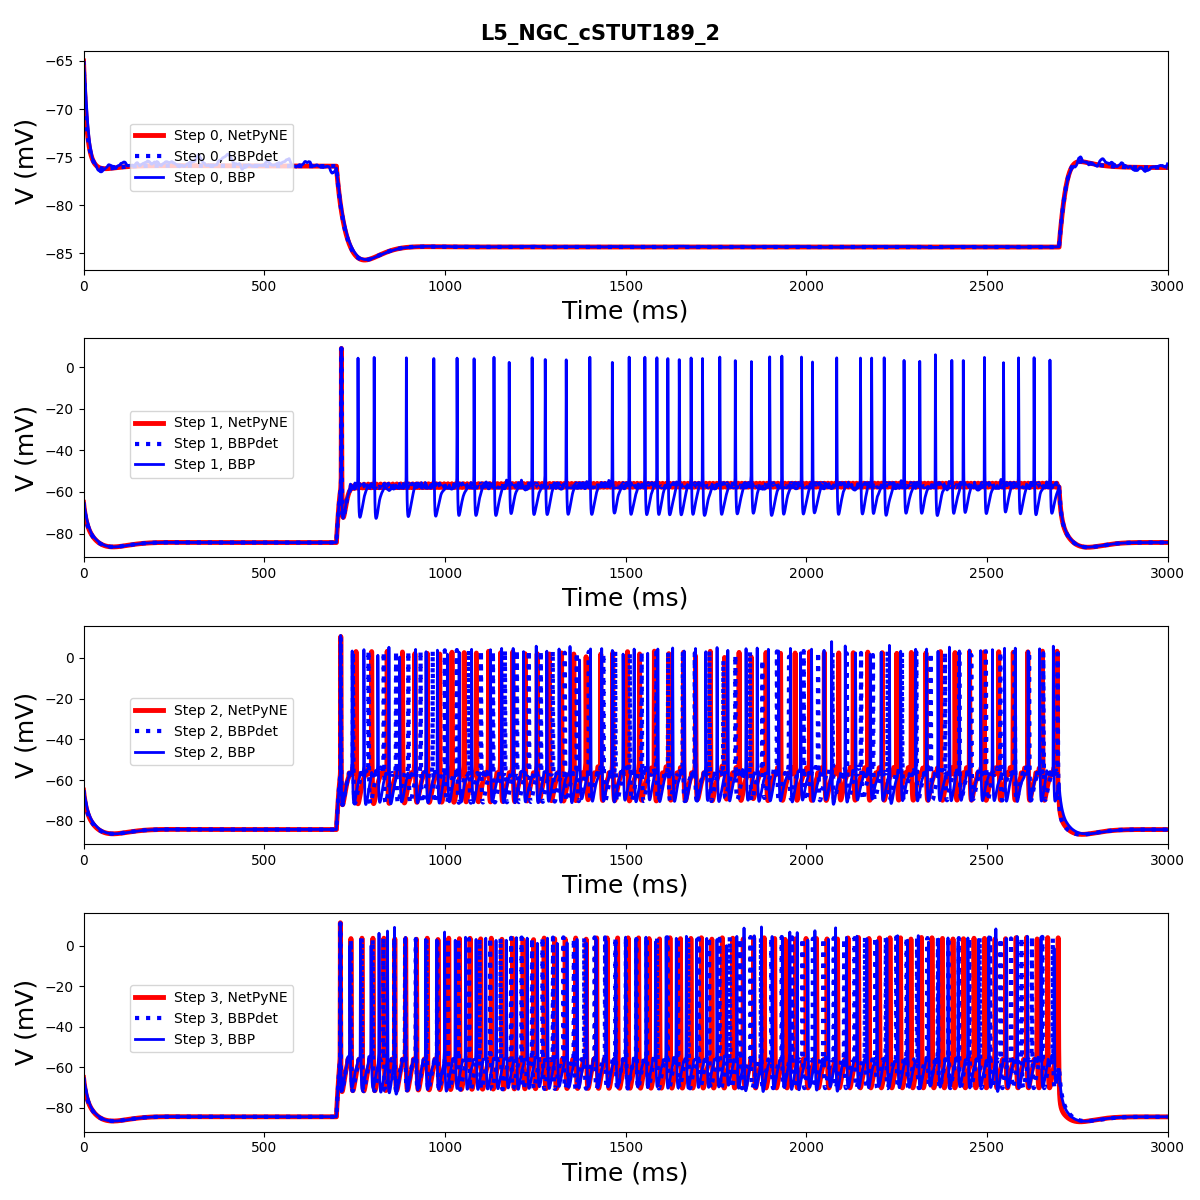 L5_NGC_cSTUT189_2
−65
−70
−75
−80
−85
V (mV)
Step 0, NetPyNE
Step 0, BBPdet
Step 0, BBP
0 500 1000 1500 2000 2500 3000
Time (ms)
0
−20
−40
−60
−80
V (mV)
Step 1, NetPyNE
Step 1, BBPdet
Step 1, BBP
0 500 1000 1500 2000 2500 3000
Time (ms)
0
−20
−40
−60
−80
V (mV)
Step 2, NetPyNE
Step 2, BBPdet
Step 2, BBP
0 500 1000 1500 2000 2500 3000
Time (ms)
0
−20
−40
−60
−80
V (mV)
Step 3, NetPyNE
Step 3, BBPdet
Step 3, BBP
0 500 1000 1500 2000 2500 3000
Time (ms)